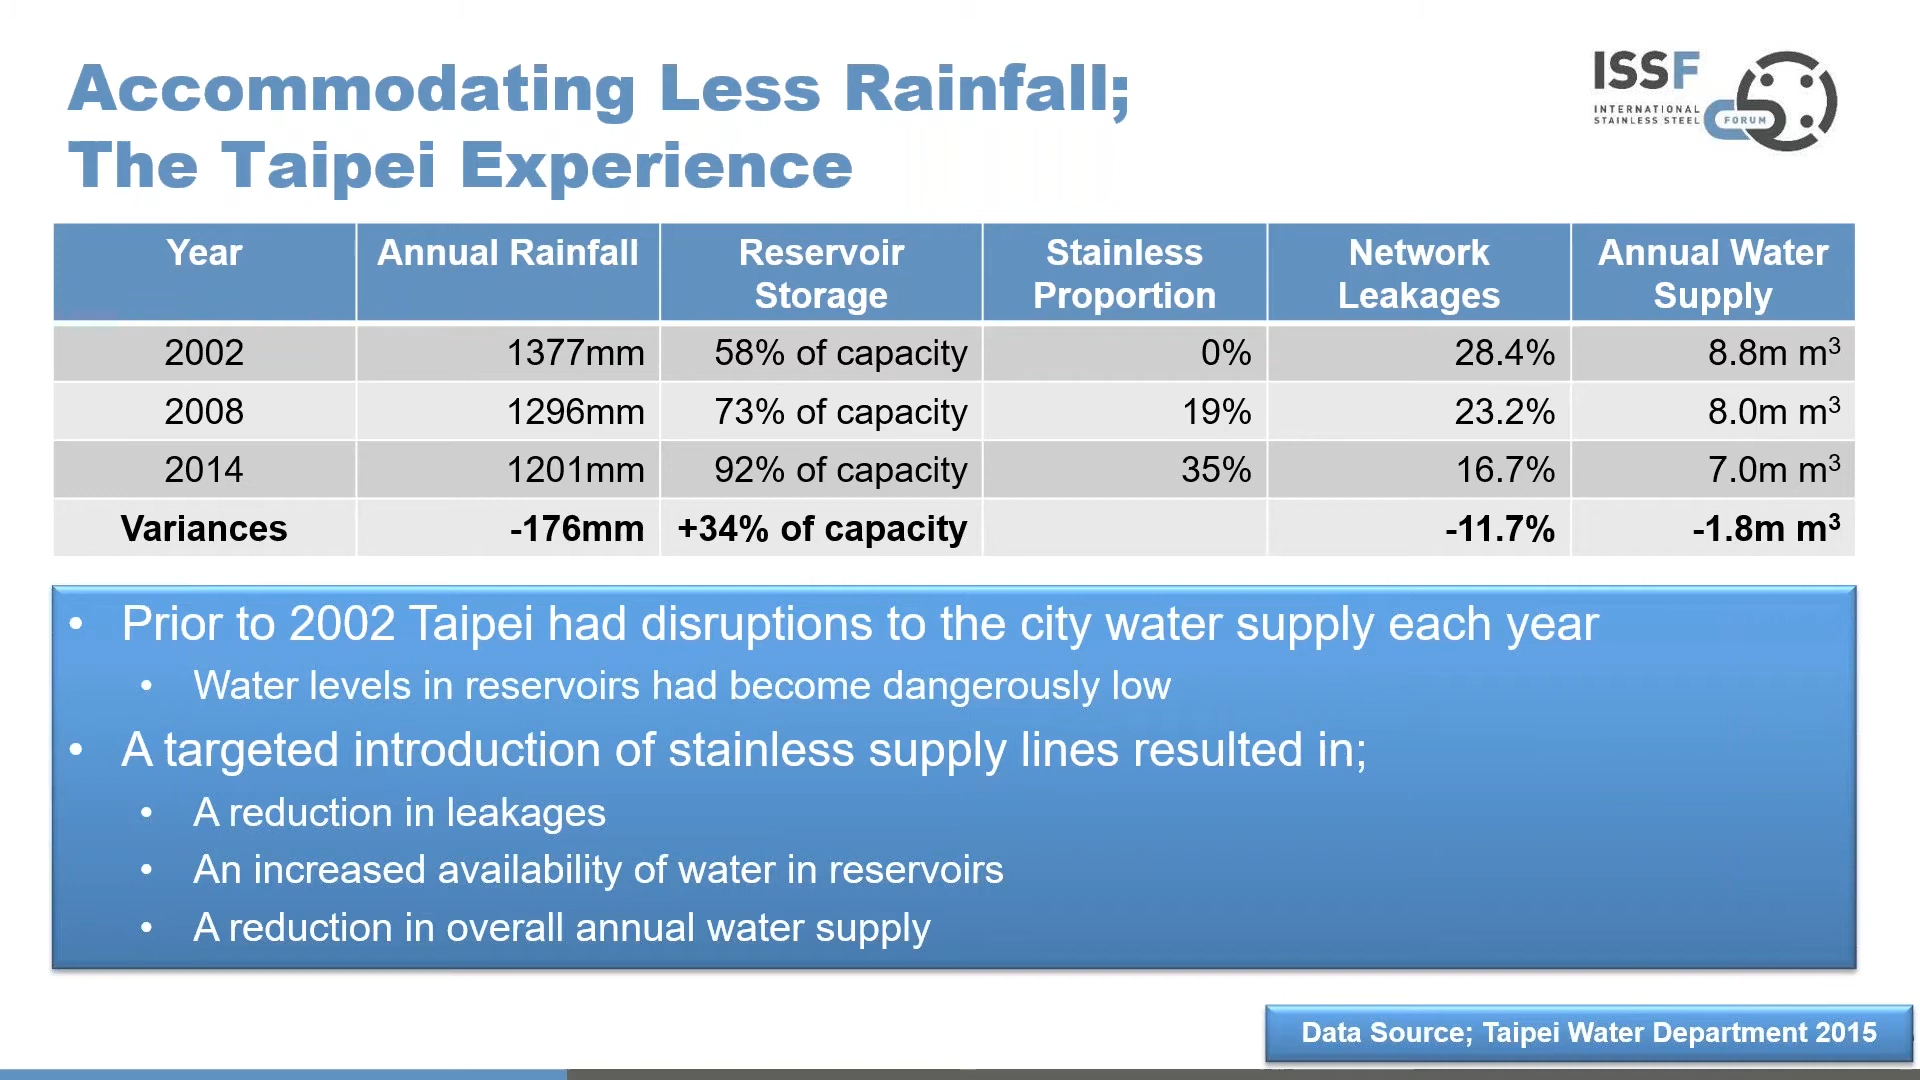 Accommodating Less Rainfall;
The Taipei Experience
ISSF
INTERNATIONAL
STAINLESS STEEL
FORUM
Year Annual Rainfall Reservoir Storage Stainless Proportion Network Leakages Annual Water Supply
2002 1377mm 58% of capacity 0% 28.4% 8.8m m³
2008 1296mm 73% of capacity 19% 23.2% 8.0m m³
2014 1201mm 92% of capacity 35% 16.7% 7.0m m³
Variances -176mm +34% of capacity -11.7% -1.8m m³
• Prior to 2002 Taipei had disruptions to the city water supply each year
• Water levels in reservoirs had become dangerously low
• A targeted introduction of stainless supply lines resulted in;
• A reduction in leakages
• An increased availability of water in reservoirs
• A reduction in overall annual water supply
Data Source; Taipei Water Department 2015